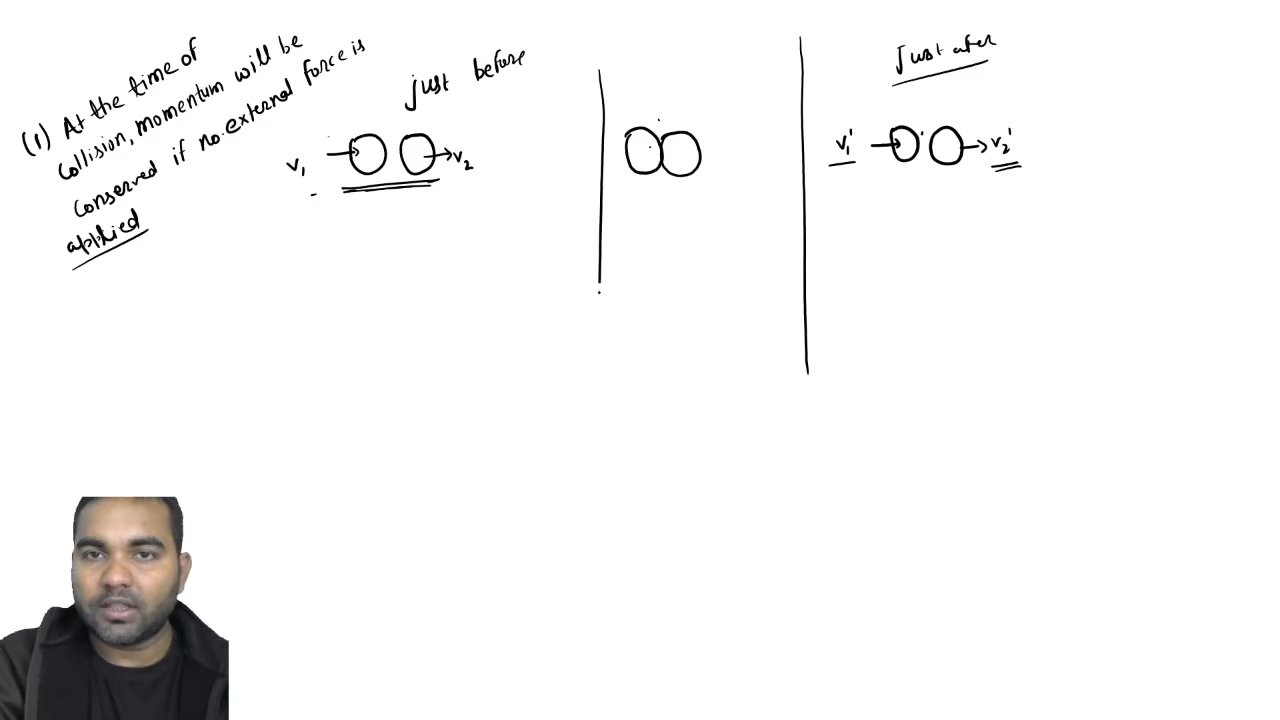 (1) At the time of
Collision, momentum will be
conserved if no external force is
applied
just before
v₁
v₂
Just after
v₁'
v₂'